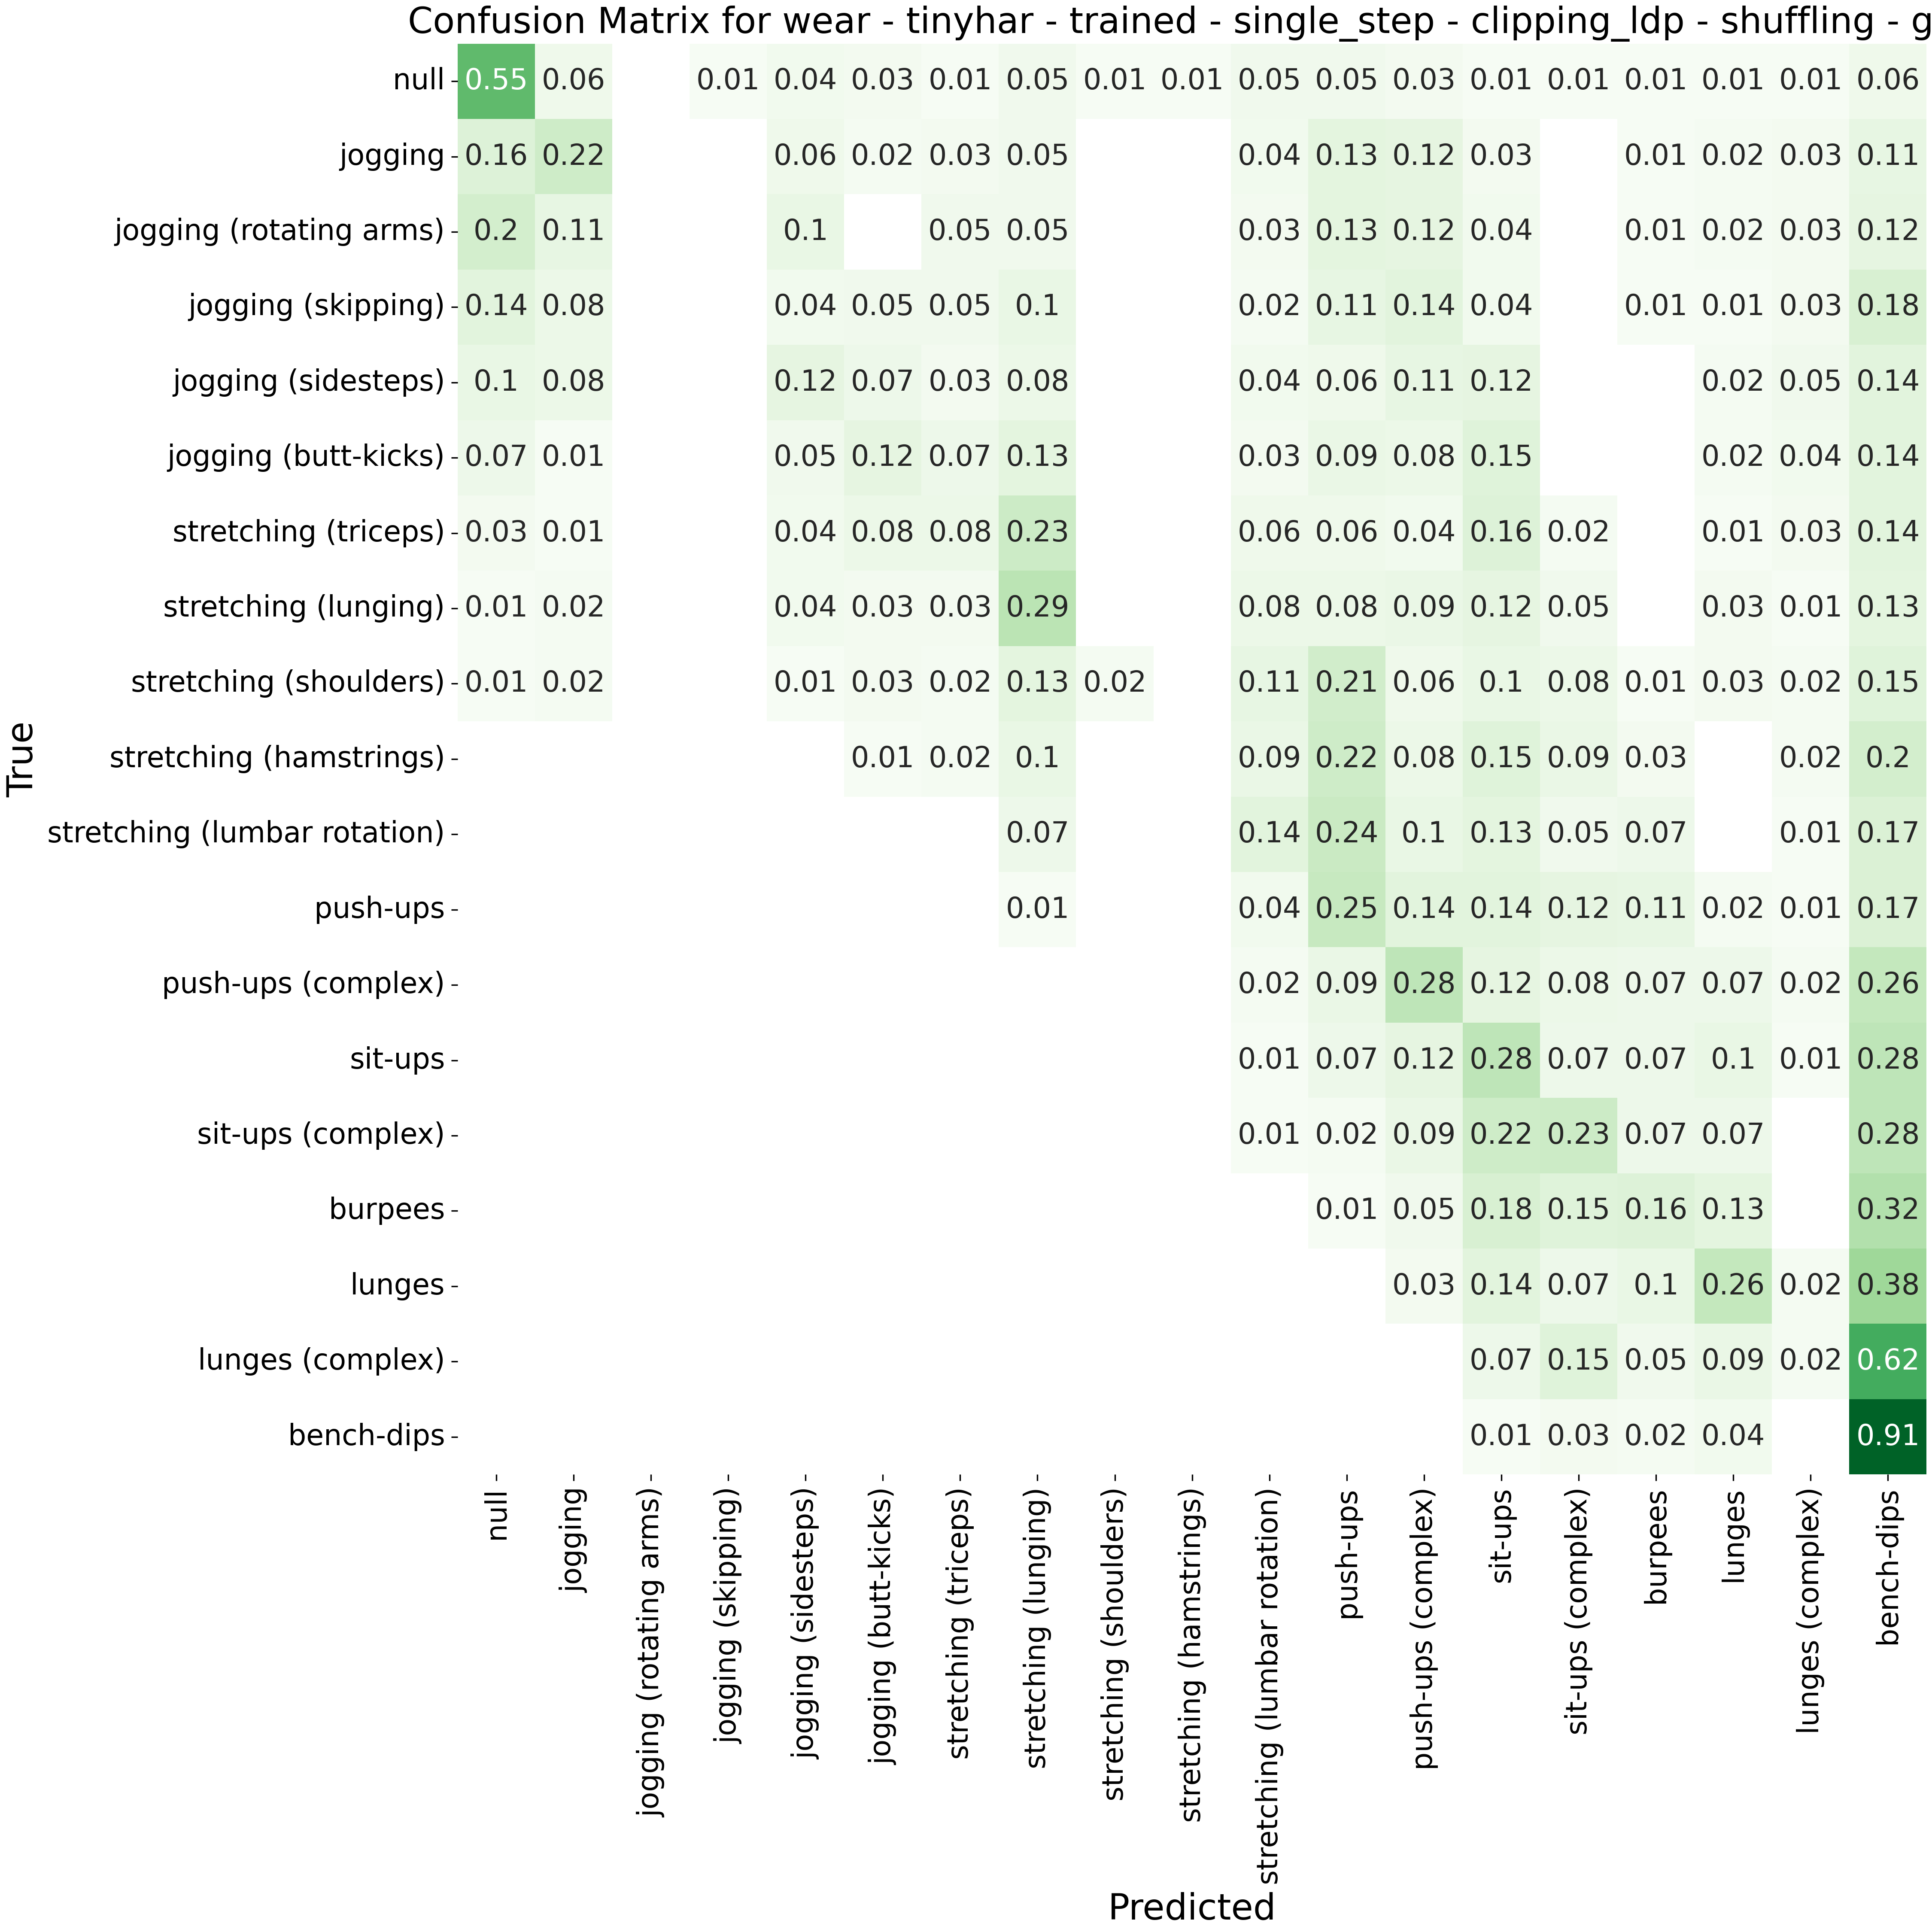 Confusion Matrix for wear - tinyhar - trained - single_step - clipping_ldp - shuffling - g
null 0.55 0.06 0.01 0.04 0.03 0.01 0.05 0.01 0.01 0.05 0.05 0.03 0.01 0.01 0.01 0.01 0.01 0.06
jogging 0.16 0.22 0.06 0.02 0.03 0.05 0.04 0.13 0.12 0.03 0.01 0.02 0.03 0.11
jogging (rotating arms) 0.2 0.11 0.1 0.05 0.05 0.03 0.13 0.12 0.04 0.01 0.02 0.03 0.12
jogging (skipping) 0.14 0.08 0.04 0.05 0.05 0.1 0.02 0.11 0.14 0.04 0.01 0.01 0.03 0.18
jogging (sidesteps) 0.1 0.08 0.12 0.07 0.03 0.08 0.04 0.06 0.11 0.12 0.02 0.05 0.14
jogging (butt-kicks) 0.07 0.01 0.05 0.12 0.07 0.13 0.03 0.09 0.08 0.15 0.02 0.04 0.14
stretching (triceps) 0.03 0.01 0.04 0.08 0.08 0.23 0.06 0.06 0.04 0.16 0.02 0.01 0.03 0.14
stretching (lunging) 0.01 0.02 0.04 0.03 0.03 0.29 0.08 0.08 0.09 0.12 0.05 0.03 0.01 0.13
stretching (shoulders) 0.01 0.02 0.01 0.03 0.02 0.13 0.02 0.11 0.21 0.06 0.1 0.08 0.01 0.03 0.02 0.15
stretching (hamstrings) 0.01 0.02 0.1 0.09 0.22 0.08 0.15 0.09 0.03 0.02 0.2
stretching (lumbar rotation) 0.07 0.14 0.24 0.1 0.13 0.05 0.07 0.01 0.17
push-ups 0.01 0.04 0.25 0.14 0.14 0.12 0.11 0.02 0.01 0.17
push-ups (complex) 0.02 0.09 0.28 0.12 0.08 0.07 0.07 0.02 0.26
sit-ups 0.01 0.07 0.12 0.28 0.07 0.07 0.1 0.01 0.28
sit-ups (complex) 0.01 0.02 0.09 0.22 0.23 0.07 0.07 0.28
burpees 0.01 0.05 0.18 0.15 0.16 0.13 0.32
lunges 0.03 0.14 0.07 0.1 0.26 0.02 0.38
lunges (complex) 0.07 0.15 0.05 0.09 0.02 0.62
bench-dips 0.01 0.03 0.02 0.04 0.91
True
null
jogging
jogging (rotating arms)
jogging (skipping)
jogging (sidesteps)
jogging (butt-kicks)
stretching (triceps)
stretching (lunging)
stretching (shoulders)
stretching (hamstrings)
stretching (lumbar rotation)
push-ups
push-ups (complex)
sit-ups
sit-ups (complex)
burpees
lunges
lunges (complex)
bench-dips
Predicted